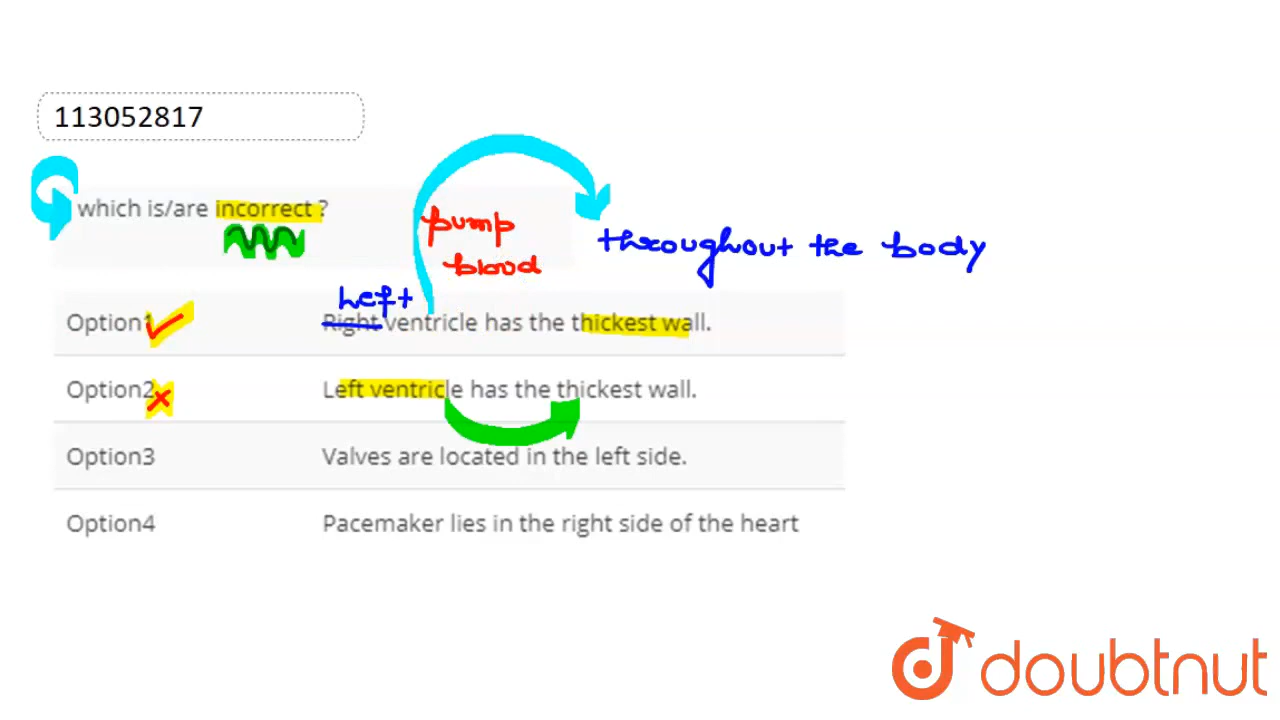 113052817
which is/are incorrect ?
pump
blood
throughout the body
Left
Option1 Right ventricle has the thickest wall.
Option2 Left ventricle has the thickest wall.
Option3 Valves are located in the left side.
Option4 Pacemaker lies in the right side of the heart
doubtnut